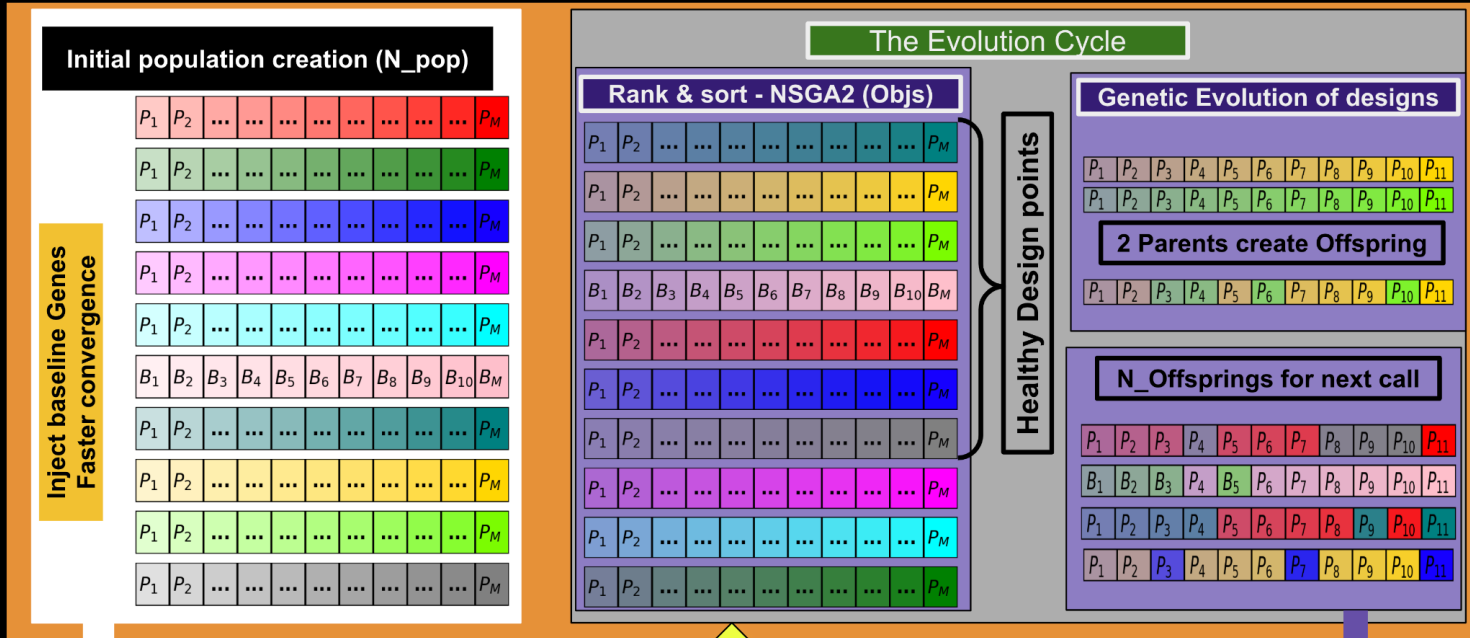 Initial population creation (N_pop)
Inject baseline Genes
Faster convergence
P1 P2 ... ... ... ... ... ... ... ... PM
P1 P2 ... ... ... ... ... ... ... ... PM
P1 P2 ... ... ... ... ... ... ... ... PM
P1 P2 ... ... ... ... ... ... ... ... PM
P1 P2 ... ... ... ... ... ... ... ... PM
B1 B2 B3 B4 B5 B6 B7 B8 B9 B10 BM
P1 P2 ... ... ... ... ... ... ... ... PM
P1 P2 ... ... ... ... ... ... ... ... PM
P1 P2 ... ... ... ... ... ... ... ... PM
P1 P2 ... ... ... ... ... ... ... ... PM
The Evolution Cycle
Rank & sort - NSGA2 (Objs)
P1 P2 ... ... ... ... ... ... ... ... PM
P1 P2 ... ... ... ... ... ... ... ... PM
P1 P2 ... ... ... ... ... ... ... ... PM
B1 B2 B3 B4 B5 B6 B7 B8 B9 B10 BM
P1 P2 ... ... ... ... ... ... ... ... PM
P1 P2 ... ... ... ... ... ... ... ... PM
P1 P2 ... ... ... ... ... ... ... ... PM
P1 P2 ... ... ... ... ... ... ... ... PM
P1 P2 ... ... ... ... ... ... ... ... PM
P1 P2 ... ... ... ... ... ... ... ... PM
Healthy Design points
Genetic Evolution of designs
P1 P2 P3 P4 P5 P6 P7 P8 P9 P10 P11
P1 P2 P3 P4 P5 P6 P7 P8 P9 P10 P11
2 Parents create Offspring
P1 P2 P3 P4 P5 P6 P7 P8 P9 P10 P11
N_Offsprings for next call
P1 P2 P3 P4 P5 P6 P7 P8 P9 P10 P11
B1 B2 B3 P4 B5 P6 P7 P8 P9 P10 P11
P1 P2 P3 P4 P5 P6 P7 P8 P9 P10 P11
P1 P2 P3 P4 P5 P6 P7 P8 P9 P10 P11